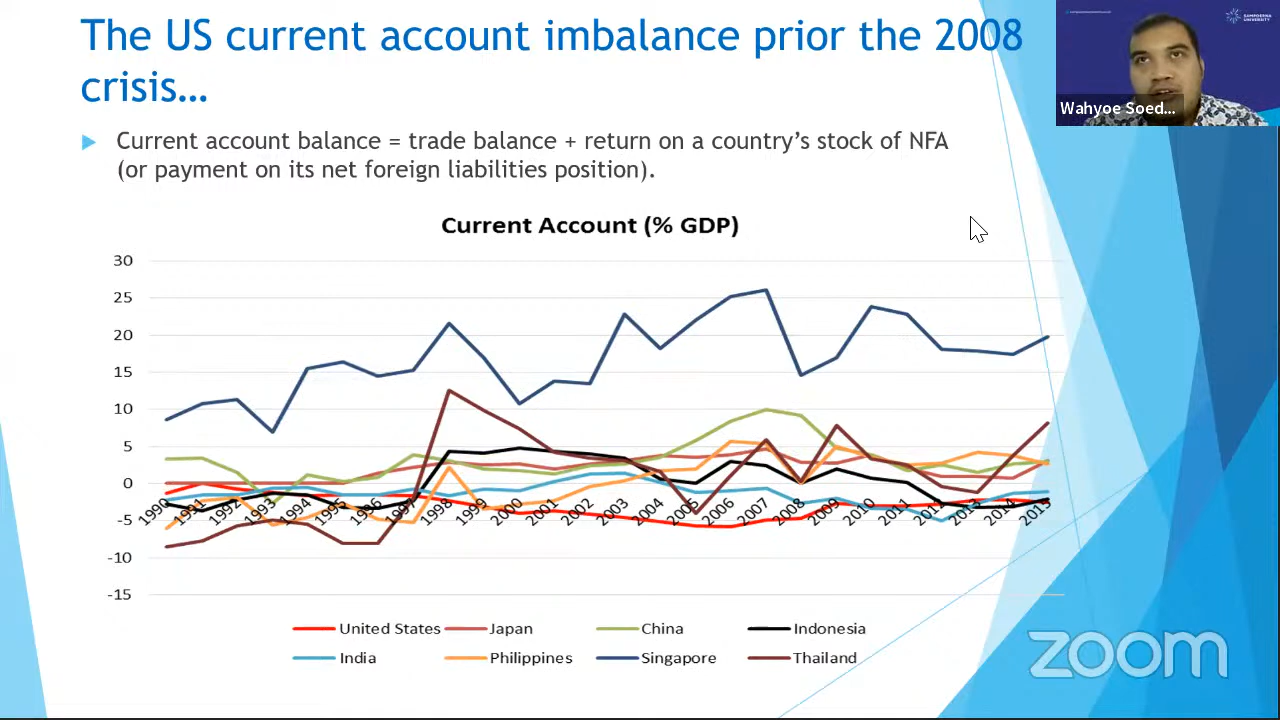 The US current account imbalance prior the 2008
crisis…
Current account balance = trade balance + return on a country's stock of NFA
(or payment on its net foreign liabilities position).
SAMPOERNA
UNIVERSITY
Wahyoe Soed...
Current Account (% GDP)
30
25
20
15
10
5
0
-5
-10
-15
1990 1991 1992 1993 1994 1995 1996 1997 1998 1999 2000 2001 2002 2003 2004 2005 2006 2007 2008 2009 2010 2011 2012 2013 2014 2015
United States Japan China Indonesia
India Philippines Singapore Thailand
zoom